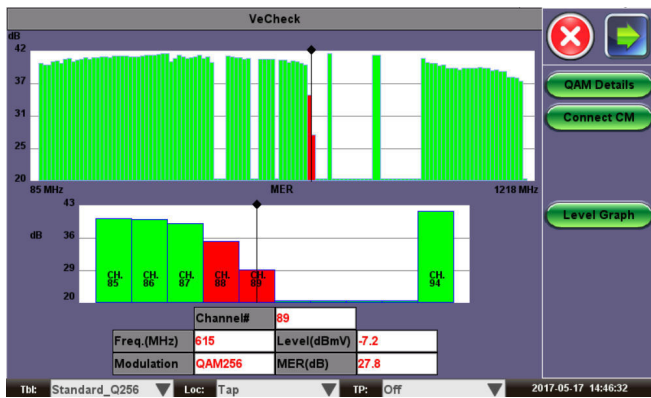 VeCheck
dB
42
37
31
25
20
85 MHz MER 1218 MHz
QAM Details
Connect CM
Level Graph
43
dB 36
29
20
CH. 85 CH. 86 CH. 87 CH. 88 CH. 89 CH. 94
Channel# 89
Freq.(MHz) 615 Level(dBmV) -7.2
Modulation QAM256 MER(dB) 27.8
Tbl: Standard_Q256 Loc: Tap TP: Off 2017-05-17 14:46:32